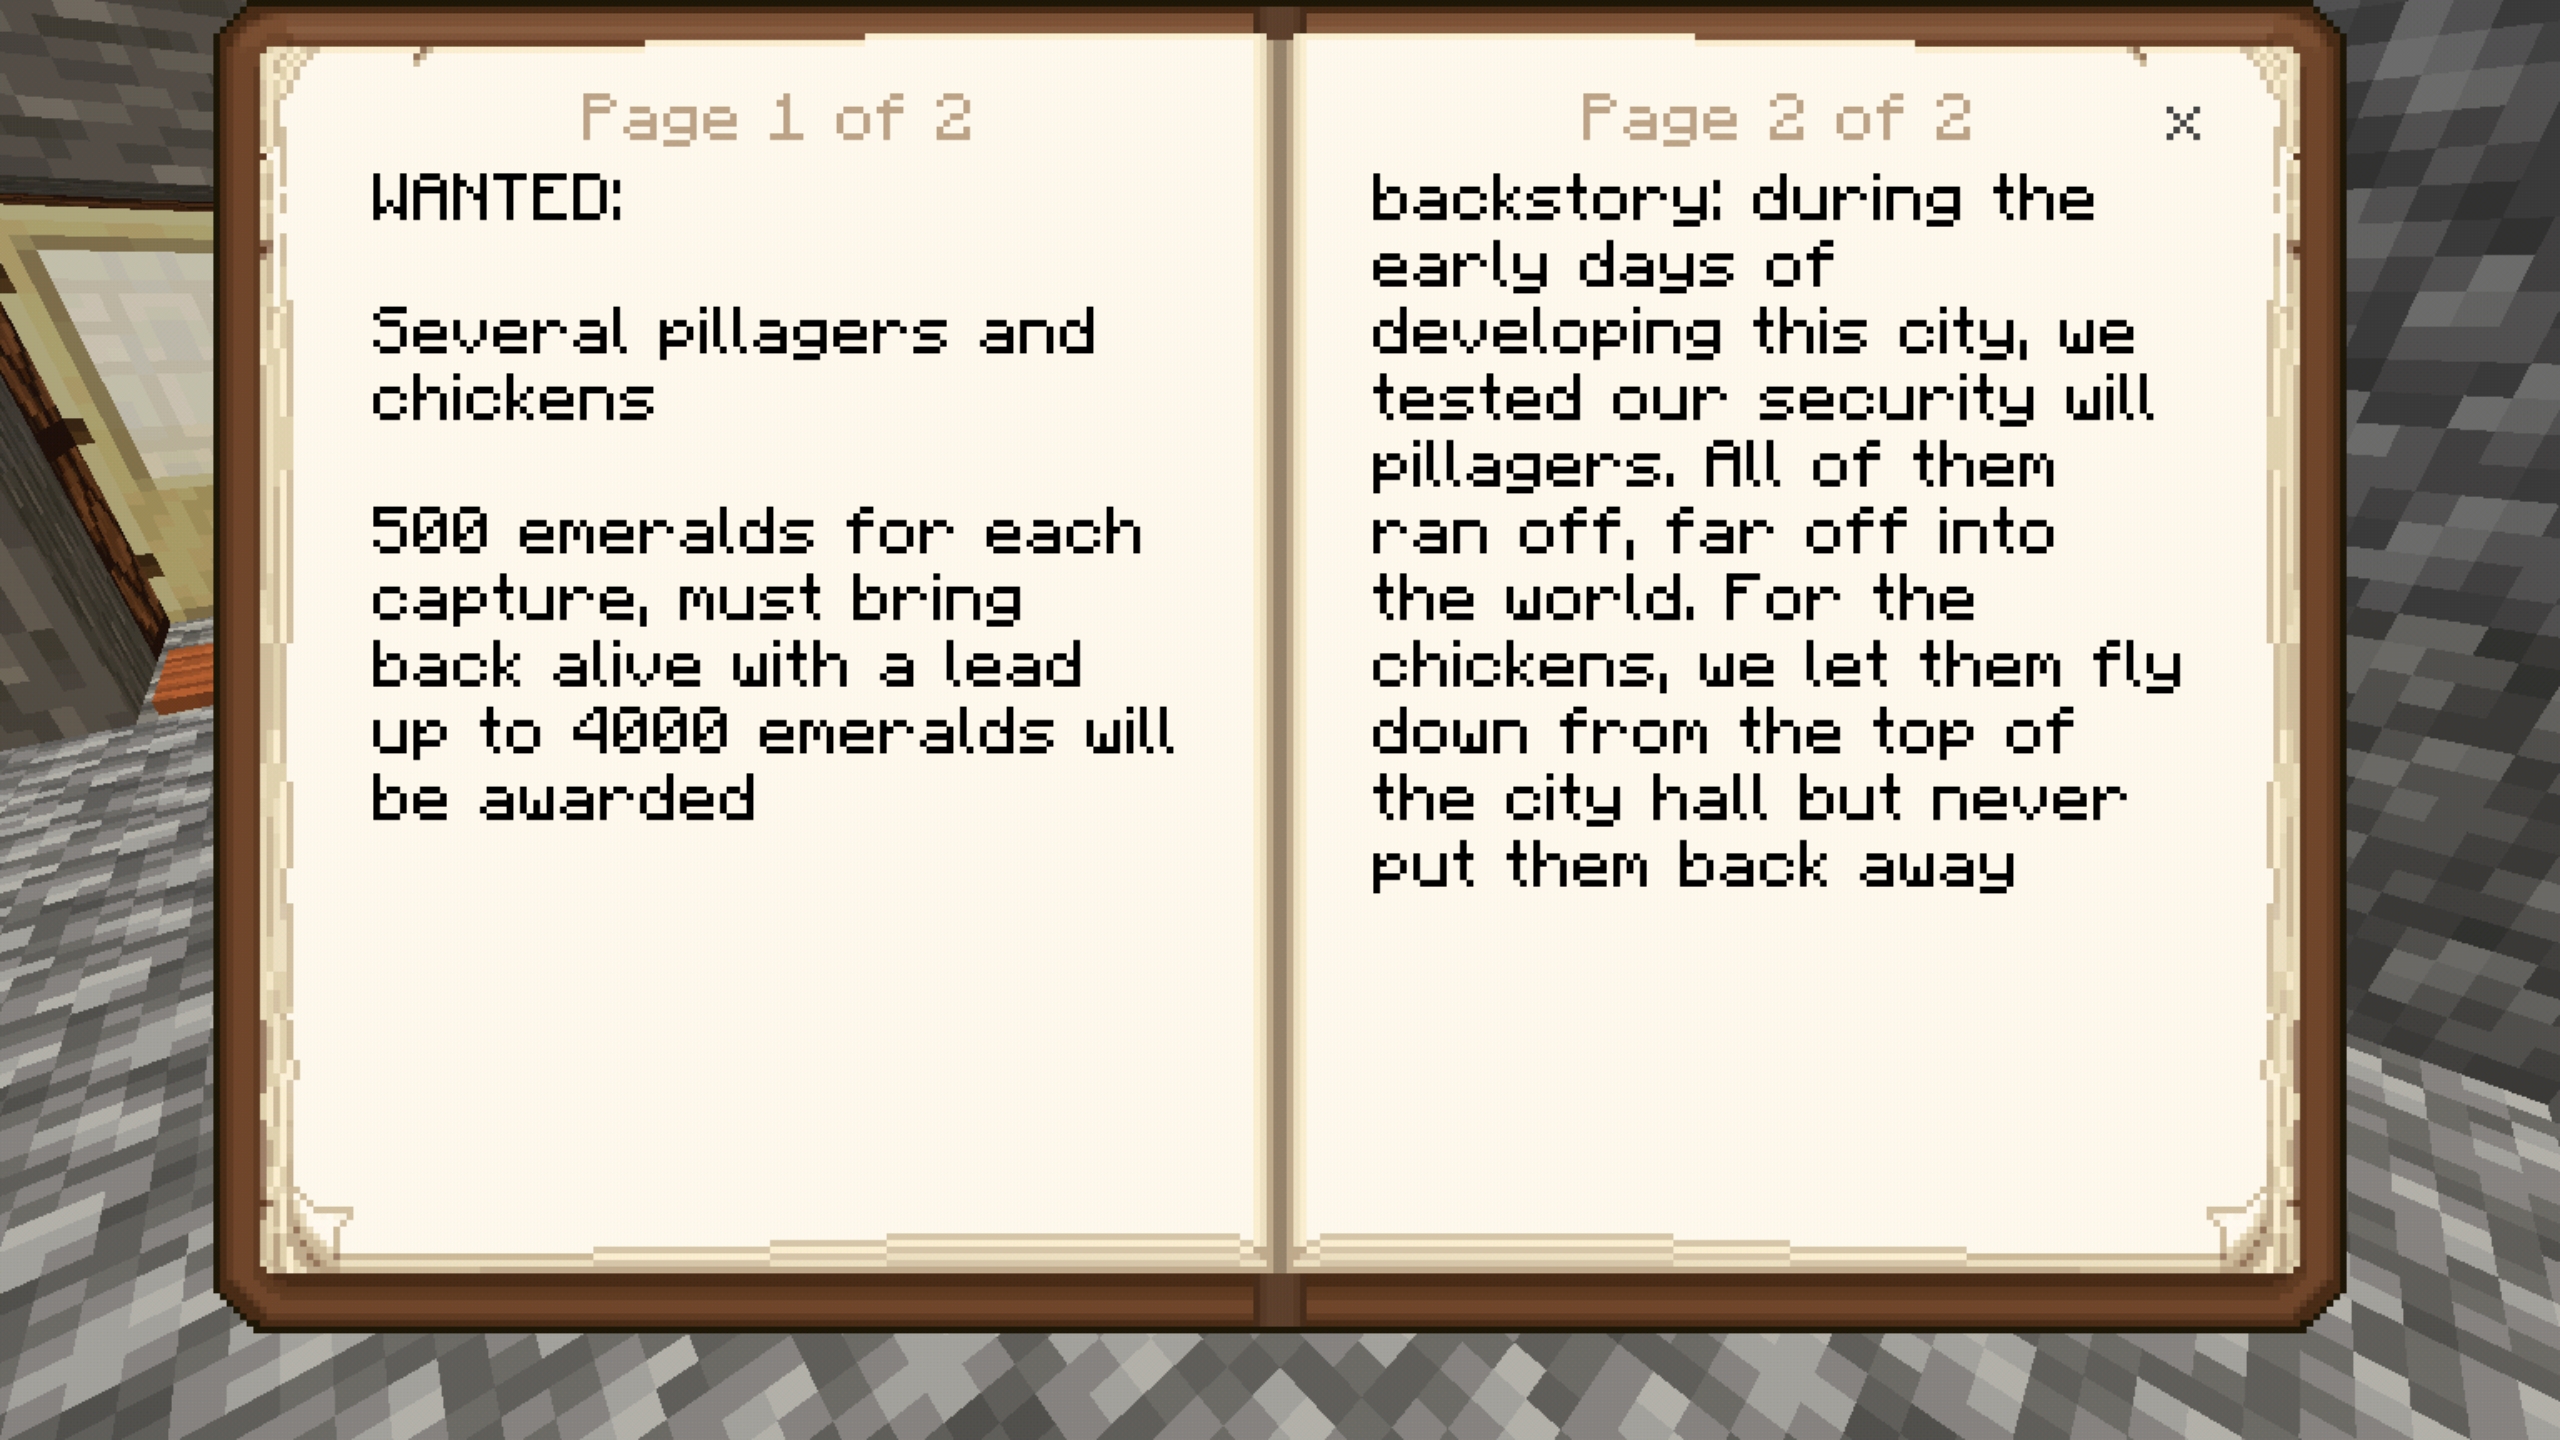 Page 1 of 2
WANTED:
Several pillagers and
chickens
500 emeralds for each
capture, must bring
back alive with a lead
up to 4000 emeralds will
be awarded
Page 2 of 2
x
backstory: during the
early days of
developing this city, we
tested our security will
pillagers. All of them
ran off, far off into
the world. For the
chickens, we let them fly
down from the top of
the city hall but never
put them back away